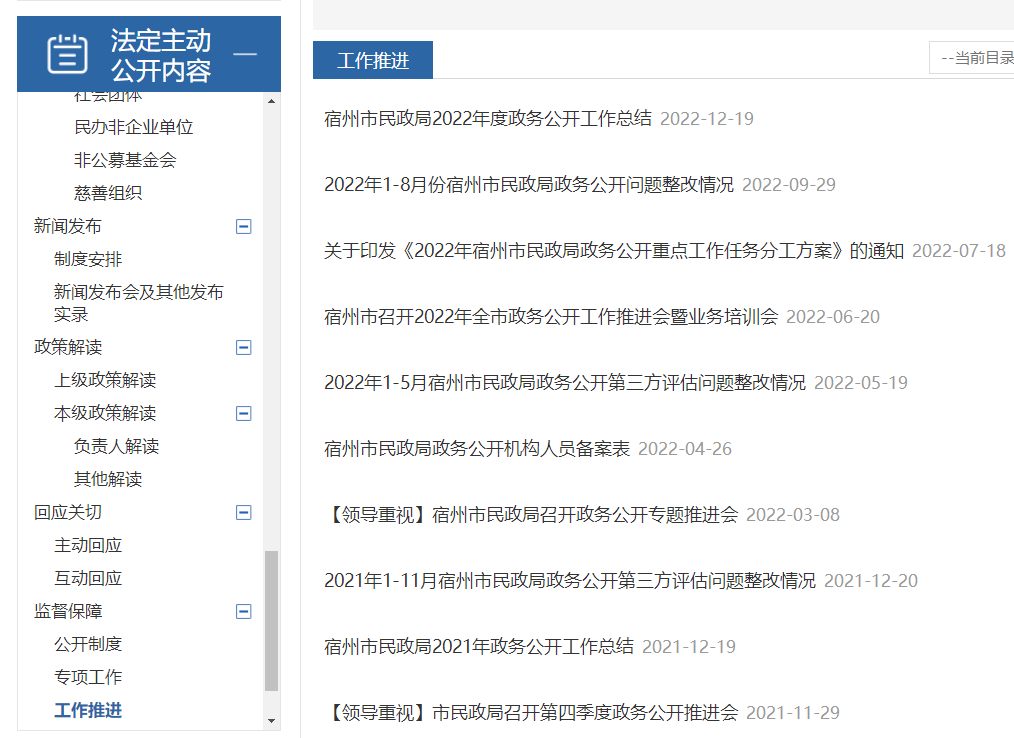 法定主动
公开内容
社会团体
民办非企业单位
非公募基金会
慈善组织
新闻发布
制度安排
新闻发布会及其他发布
实录
政策解读
上级政策解读
本级政策解读
负责人解读
其他解读
回应关切
主动回应
互动回应
监督保障
公开制度
专项工作
工作推进
工作推进
--当前目录
宿州市民政局2022年度政务公开工作总结 2022-12-19
2022年1-8月份宿州市民政局政务公开问题整改情况 2022-09-29
关于印发《2022年宿州市民政局政务公开重点工作任务分工方案》的通知 2022-07-18
宿州市召开2022年全市政务公开工作推进会暨业务培训会 2022-06-20
2022年1-5月宿州市民政局政务公开第三方评估问题整改情况 2022-05-19
宿州市民政局政务公开机构人员备案表 2022-04-26
【领导重视】宿州市民政局召开政务公开专题推进会 2022-03-08
2021年1-11月宿州市民政局政务公开第三方评估问题整改情况 2021-12-20
宿州市民政局2021年政务公开工作总结 2021-12-19
【领导重视】市民政局召开第四季度政务公开推进会 2021-11-29